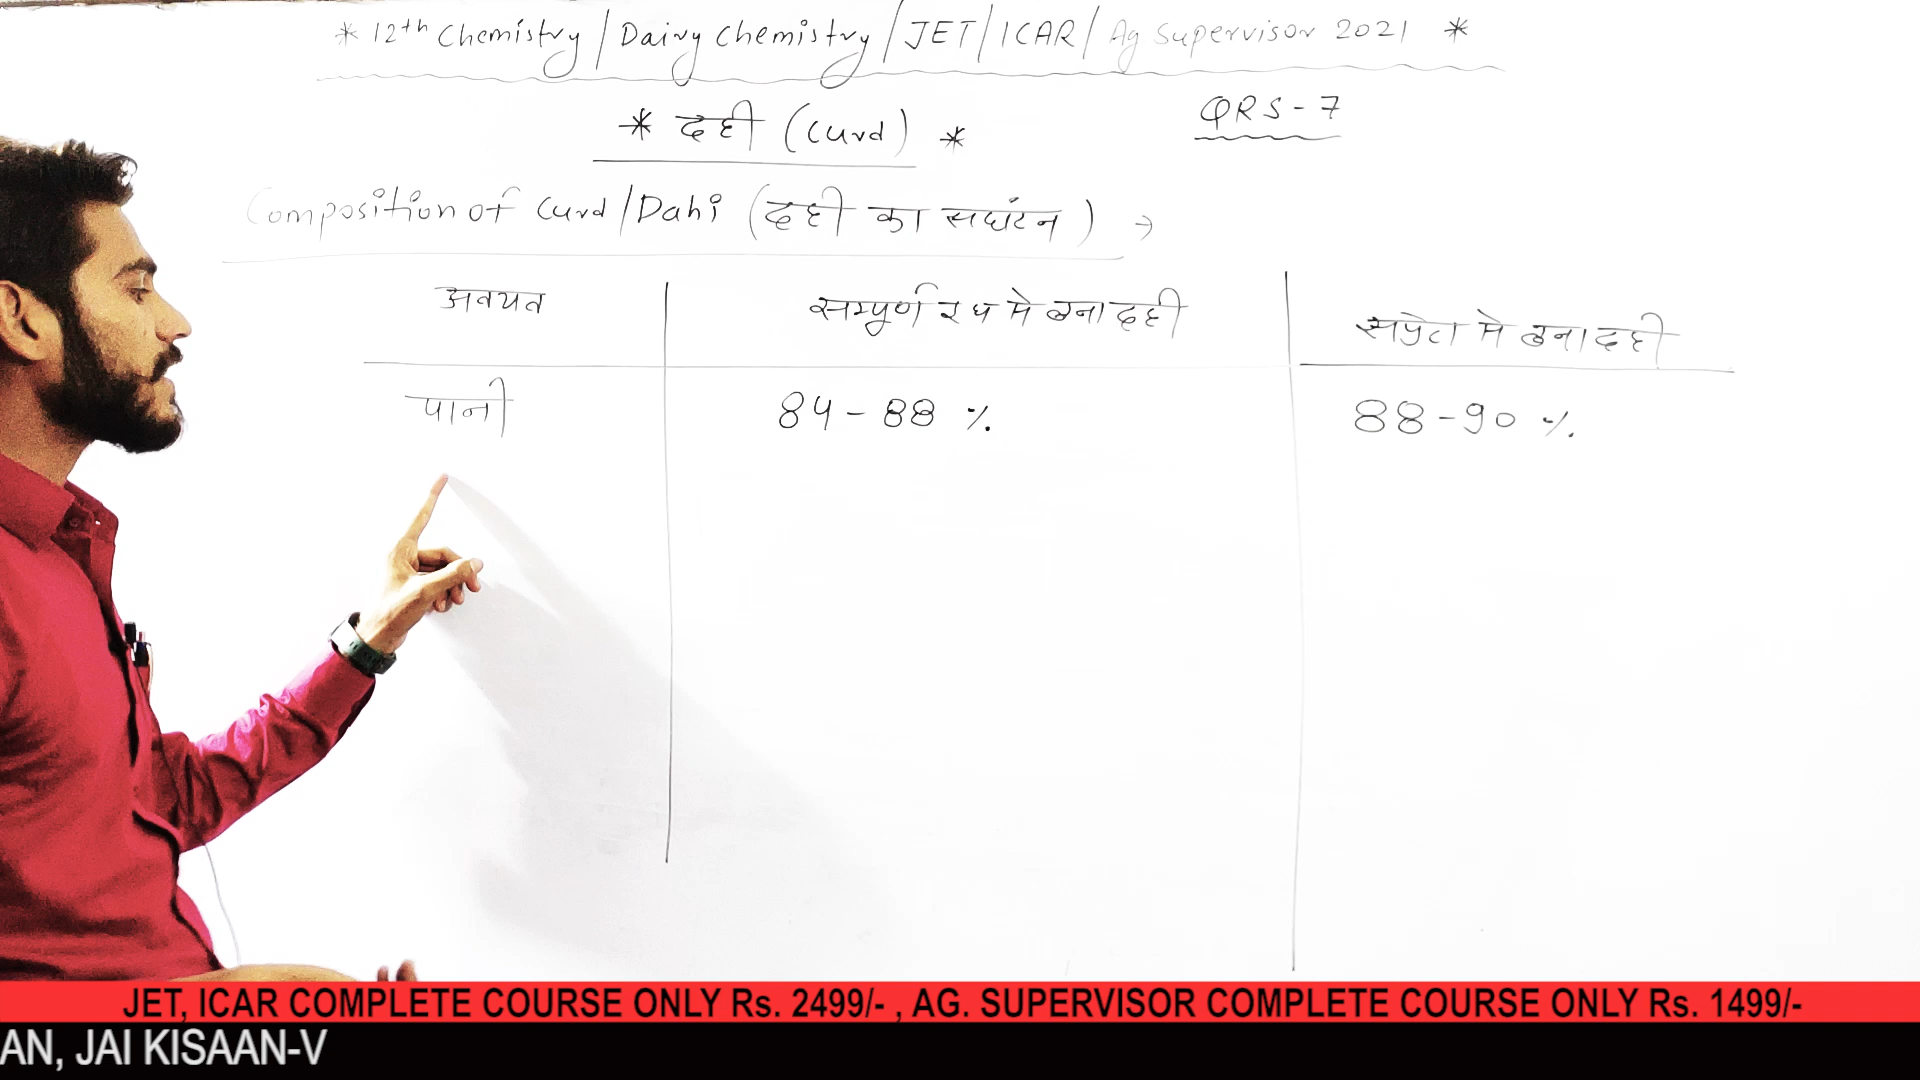 * 12th Chemistry / Dairy Chemistry / JET / ICAR / Ag Supervisor 2021 *
* दही (Curd) *
QRS-7
Composition of Curd/Dahi (दही का संघटन) →
अवयव
सम्पूर्ण दूध से बना दही
सप्रेटा से बना दही
पानी
84-88 %
88-90 %
JET, ICAR COMPLETE COURSE ONLY Rs. 2499/- , AG. SUPERVISOR COMPLETE COURSE ONLY Rs. 1499/-
AN, JAI KISAAN-V